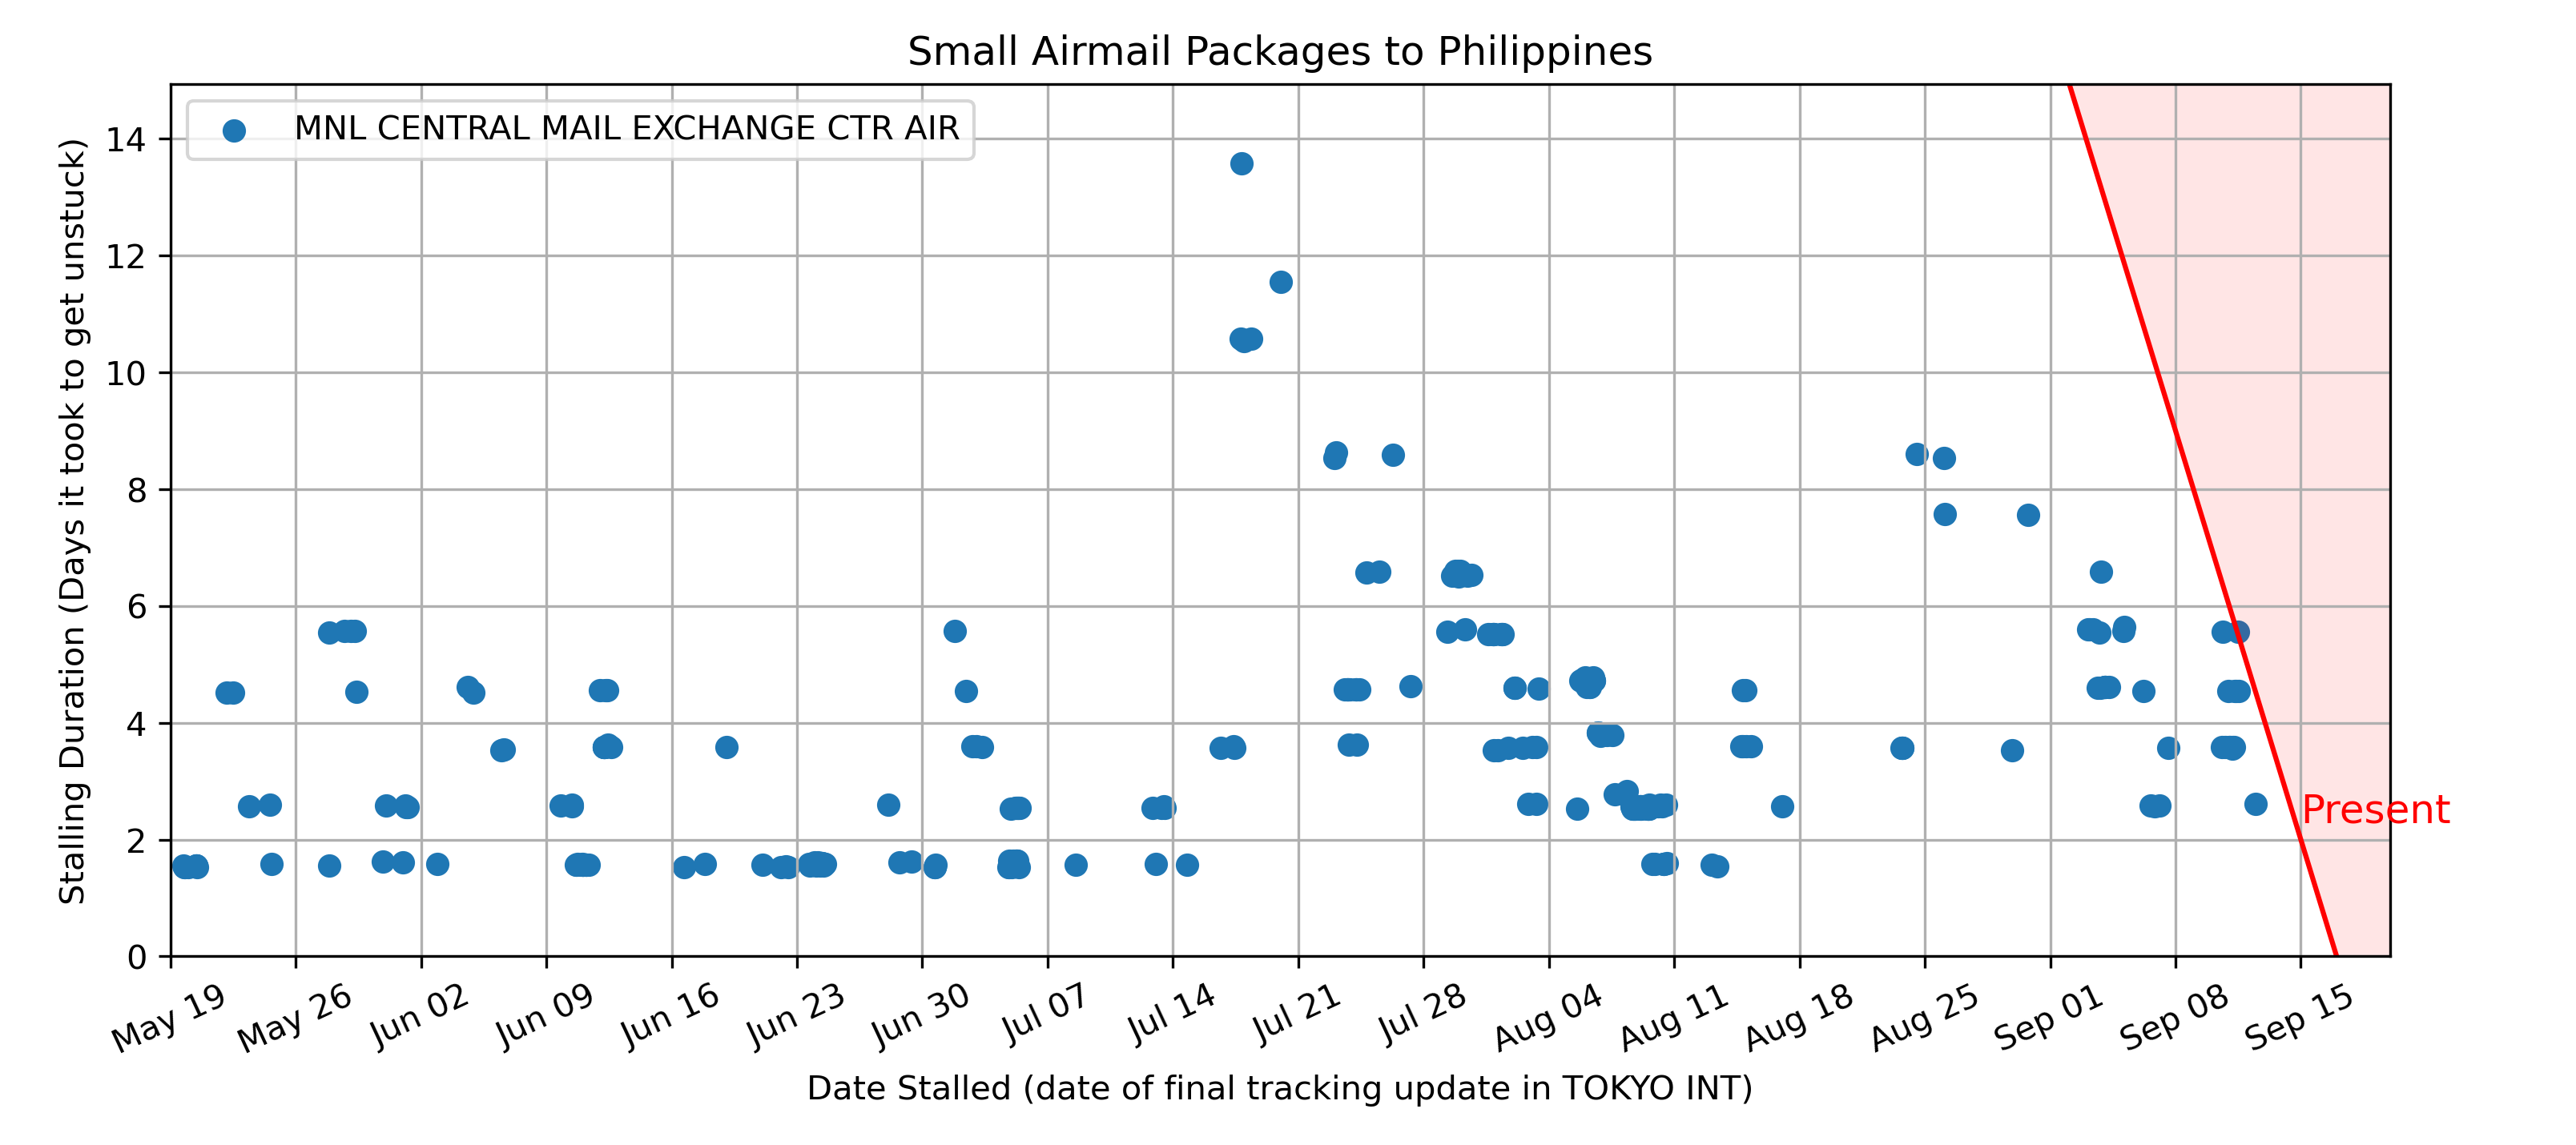 Small Airmail Packages to Philippines
MNL CENTRAL MAIL EXCHANGE CTR AIR
Stalling Duration (Days it took to get unstuck)
14
12
10
8
6
4
2
0
Present
May 19
May 26
Jun 02
Jun 09
Jun 16
Jun 23
Jun 30
Jul 07
Jul 14
Jul 21
Jul 28
Aug 04
Aug 11
Aug 18
Aug 25
Sep 01
Sep 08
Sep 15
Date Stalled (date of final tracking update in TOKYO INT)